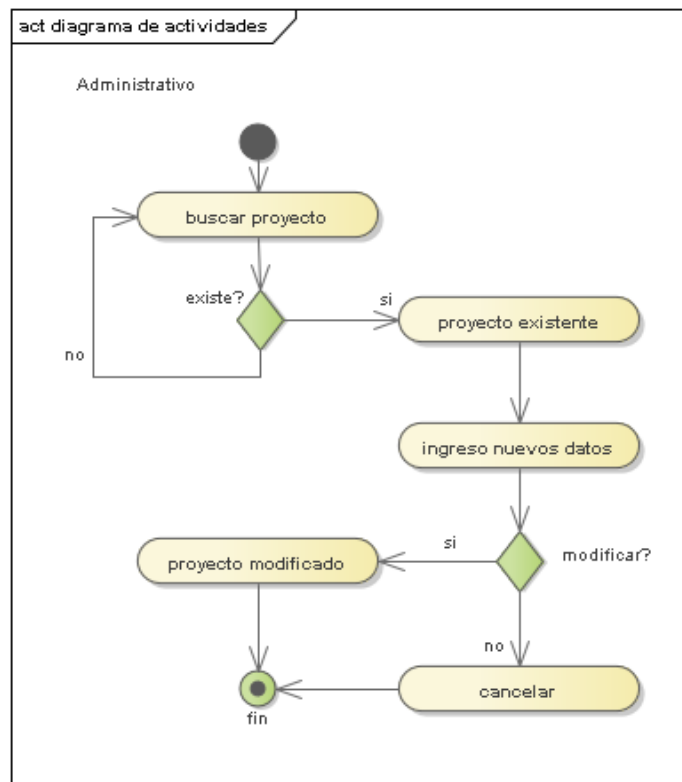 act diagrama de actividades
Administrativo
buscar proyecto
existe?
si
proyecto existente
no
ingreso nuevos datos
si
modificar?
proyecto modificado
no
cancelar
fin